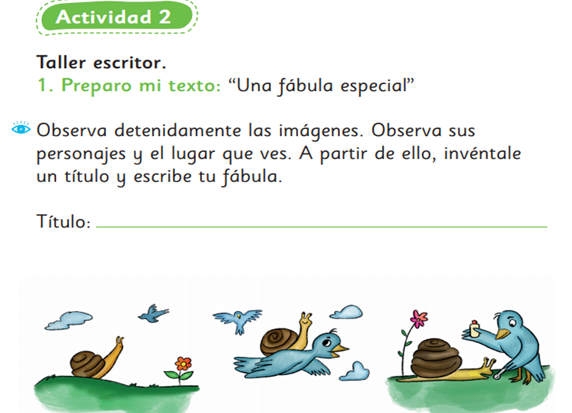 Actividad 2
Taller escritor.
1. Preparo mi texto: “Una fábula especial”
Observa detenidamente las imágenes. Observa sus
personajes y el lugar que ves. A partir de ello, invéntale
un título y escribe tu fábula.
Título: